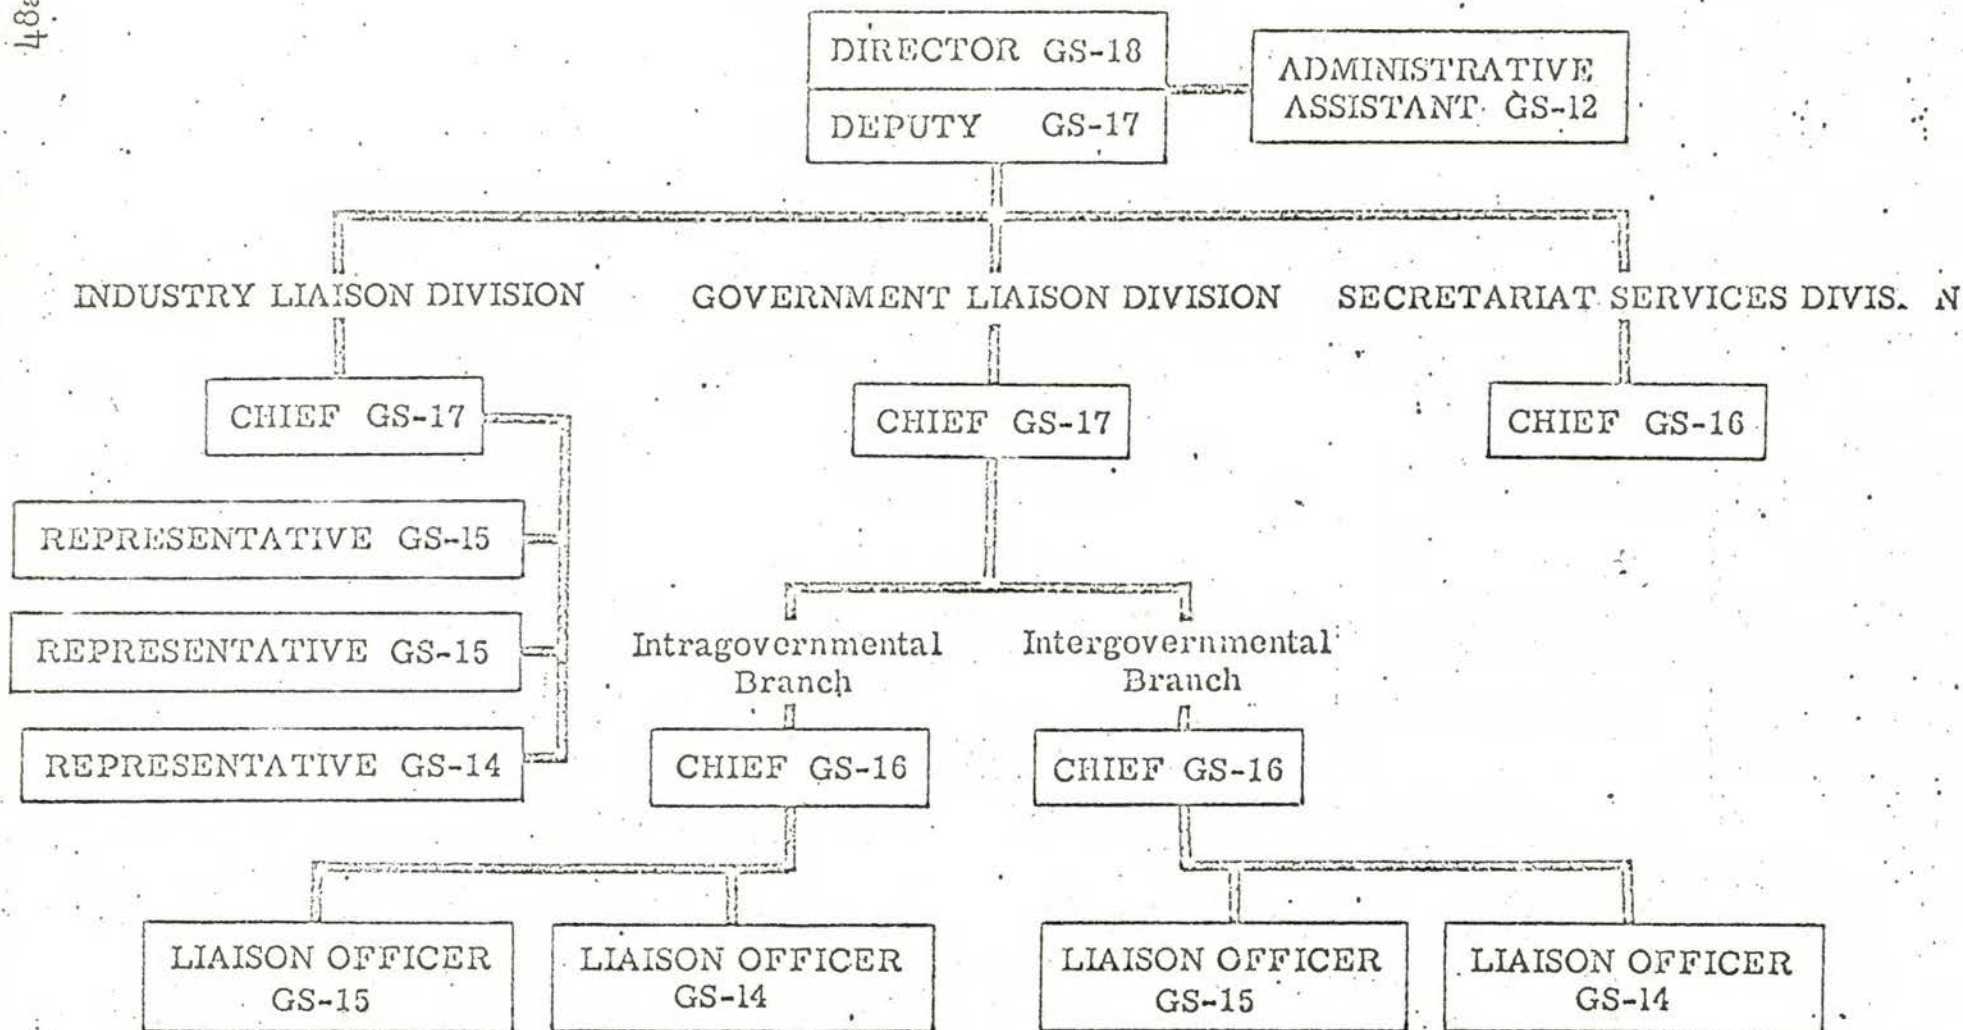 48a
DIRECTOR GS-18
DEPUTY GS-17
ADMINISTRATIVE
ASSISTANT GS-12
INDUSTRY LIAISON DIVISION
GOVERNMENT LIAISON DIVISION
SECRETARIAT SERVICES DIVIS. N
CHIEF GS-17
CHIEF GS-17
CHIEF GS-16
REPRESENTATIVE GS-15
REPRESENTATIVE GS-15
REPRESENTATIVE GS-14
Intragovernmental
Branch
Intergovernmental
Branch
CHIEF GS-16
CHIEF GS-16
LIAISON OFFICER
GS-15
LIAISON OFFICER
GS-14
LIAISON OFFICER
GS-15
LIAISON OFFICER
GS-14